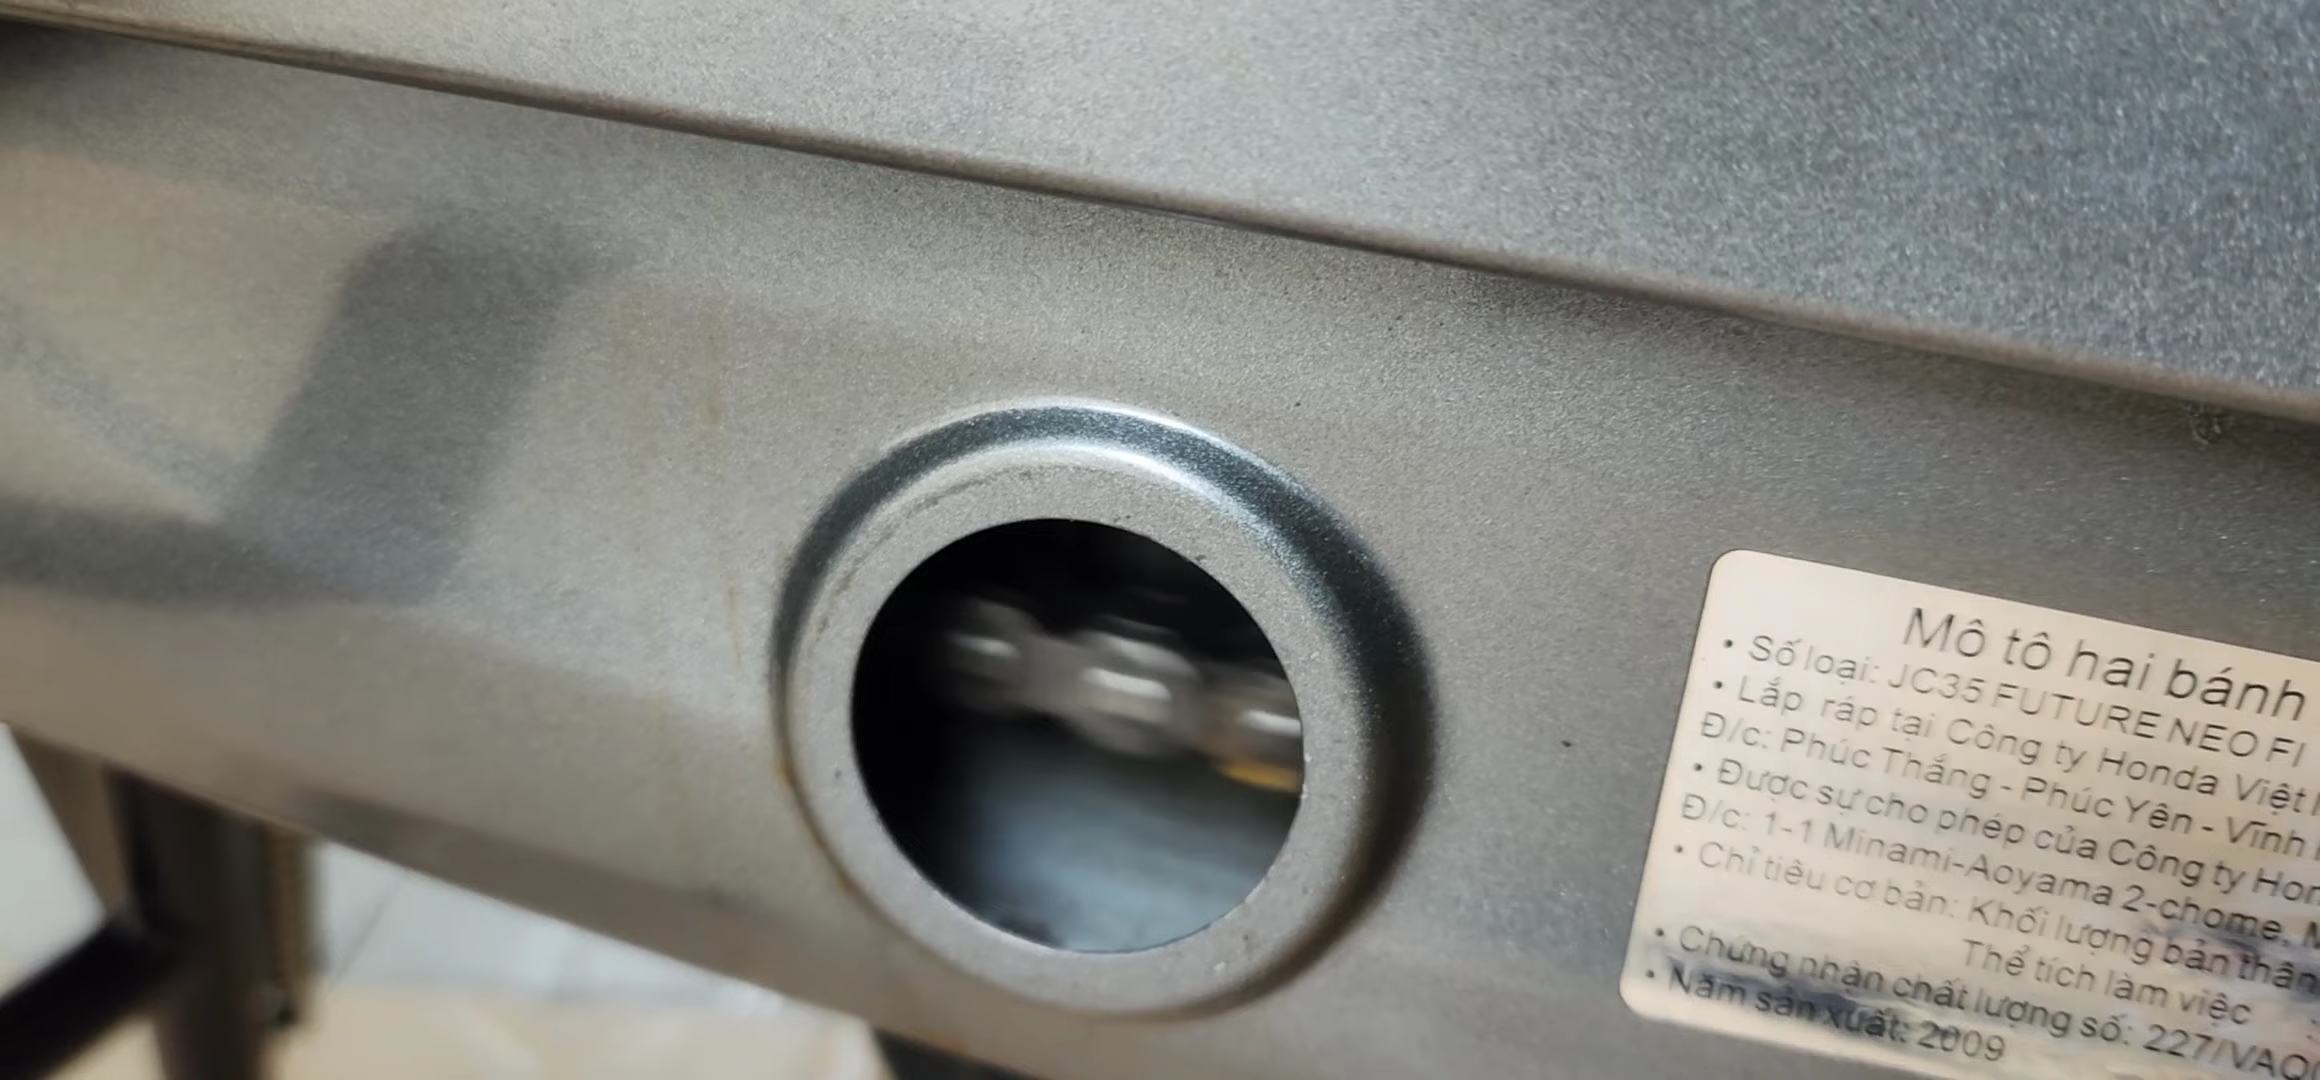 Mô tô hai bánh
• Số loại: JC35 FUTURE NEO FI
• Lắp ráp tại Công ty Honda Việt
Đ/c: Phúc Thắng - Phúc Yên - Vĩnh
• Được sự cho phép của Công ty Hon
Đ/c: 1-1 Minami-Aoyama 2-chome, M
• Chỉ tiêu cơ bản: Khối lượng bản thân
Thể tích làm việc
• Chứng nhận chất lượng số: 227/VAQ
• Năm sản xuất: 2009